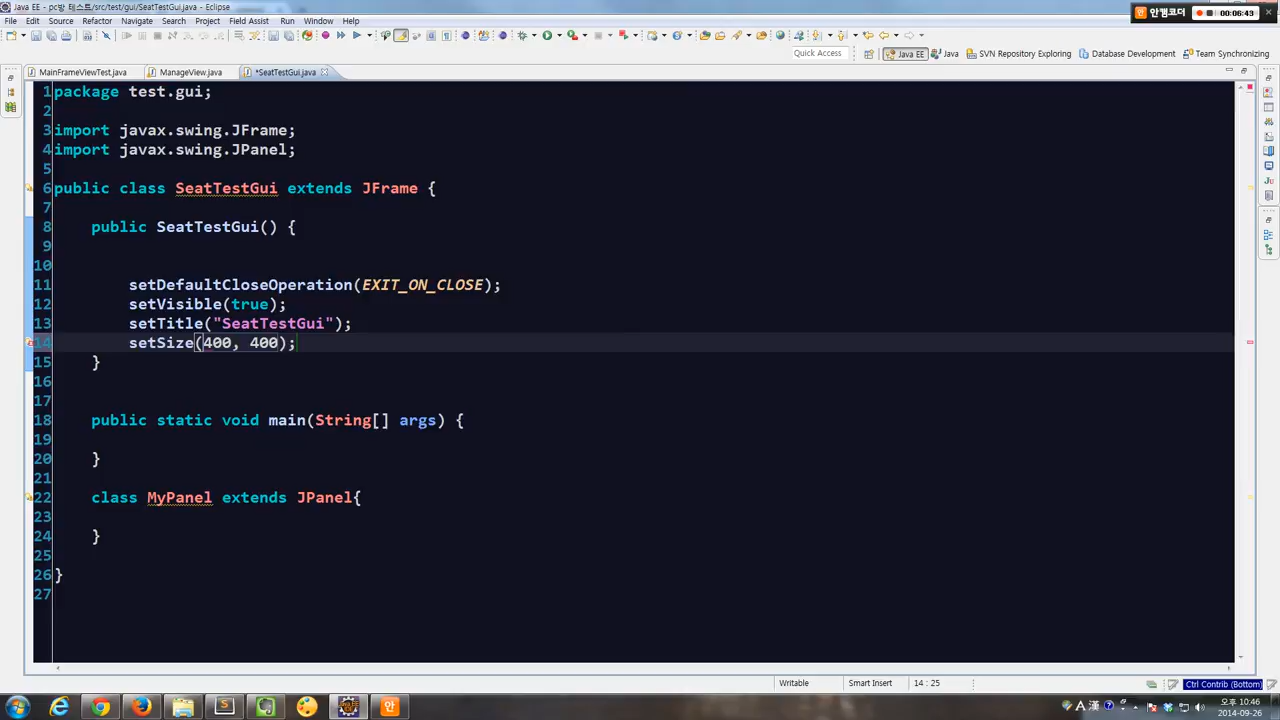 Java EE - pc방 테스트/src/test/gui/SeatTestGui.java - Eclipse
안뱀코더 00:06:43
File Edit Source Refactor Navigate Search Project Field Assist Run Window Help
Quick Access Java EE Java SVN Repository Exploring Database Development Team Synchronizing
MainFrameViewTest.java ManageView.java *SeatTestGui.java
1 package test.gui;
2
3 import javax.swing.JFrame;
4 import javax.swing.JPanel;
5
6 public class SeatTestGui extends JFrame {
7
8 public SeatTestGui() {
9
10
11 setDefaultCloseOperation(EXIT_ON_CLOSE);
12 setVisible(true);
13 setTitle("SeatTestGui");
14 setSize(400, 400);
15 }
16
17
18 public static void main(String[] args) {
19
20 }
21
22 class MyPanel extends JPanel{
23
24 }
25
26 }
27
Writable Smart Insert 14 : 25 Ctrl Contrib (Bottom)
안 A 漢 오후 10:46
2014-09-26